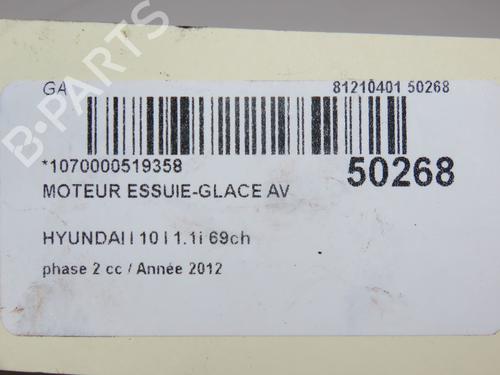 B-PARTS
GA
81210401 50268
*1070000519358
50268
MOTEUR ESSUIE-GLACE AV
HYUNDAI I 10 I 1.1i 69ch
phase 2 cc / Année 2012